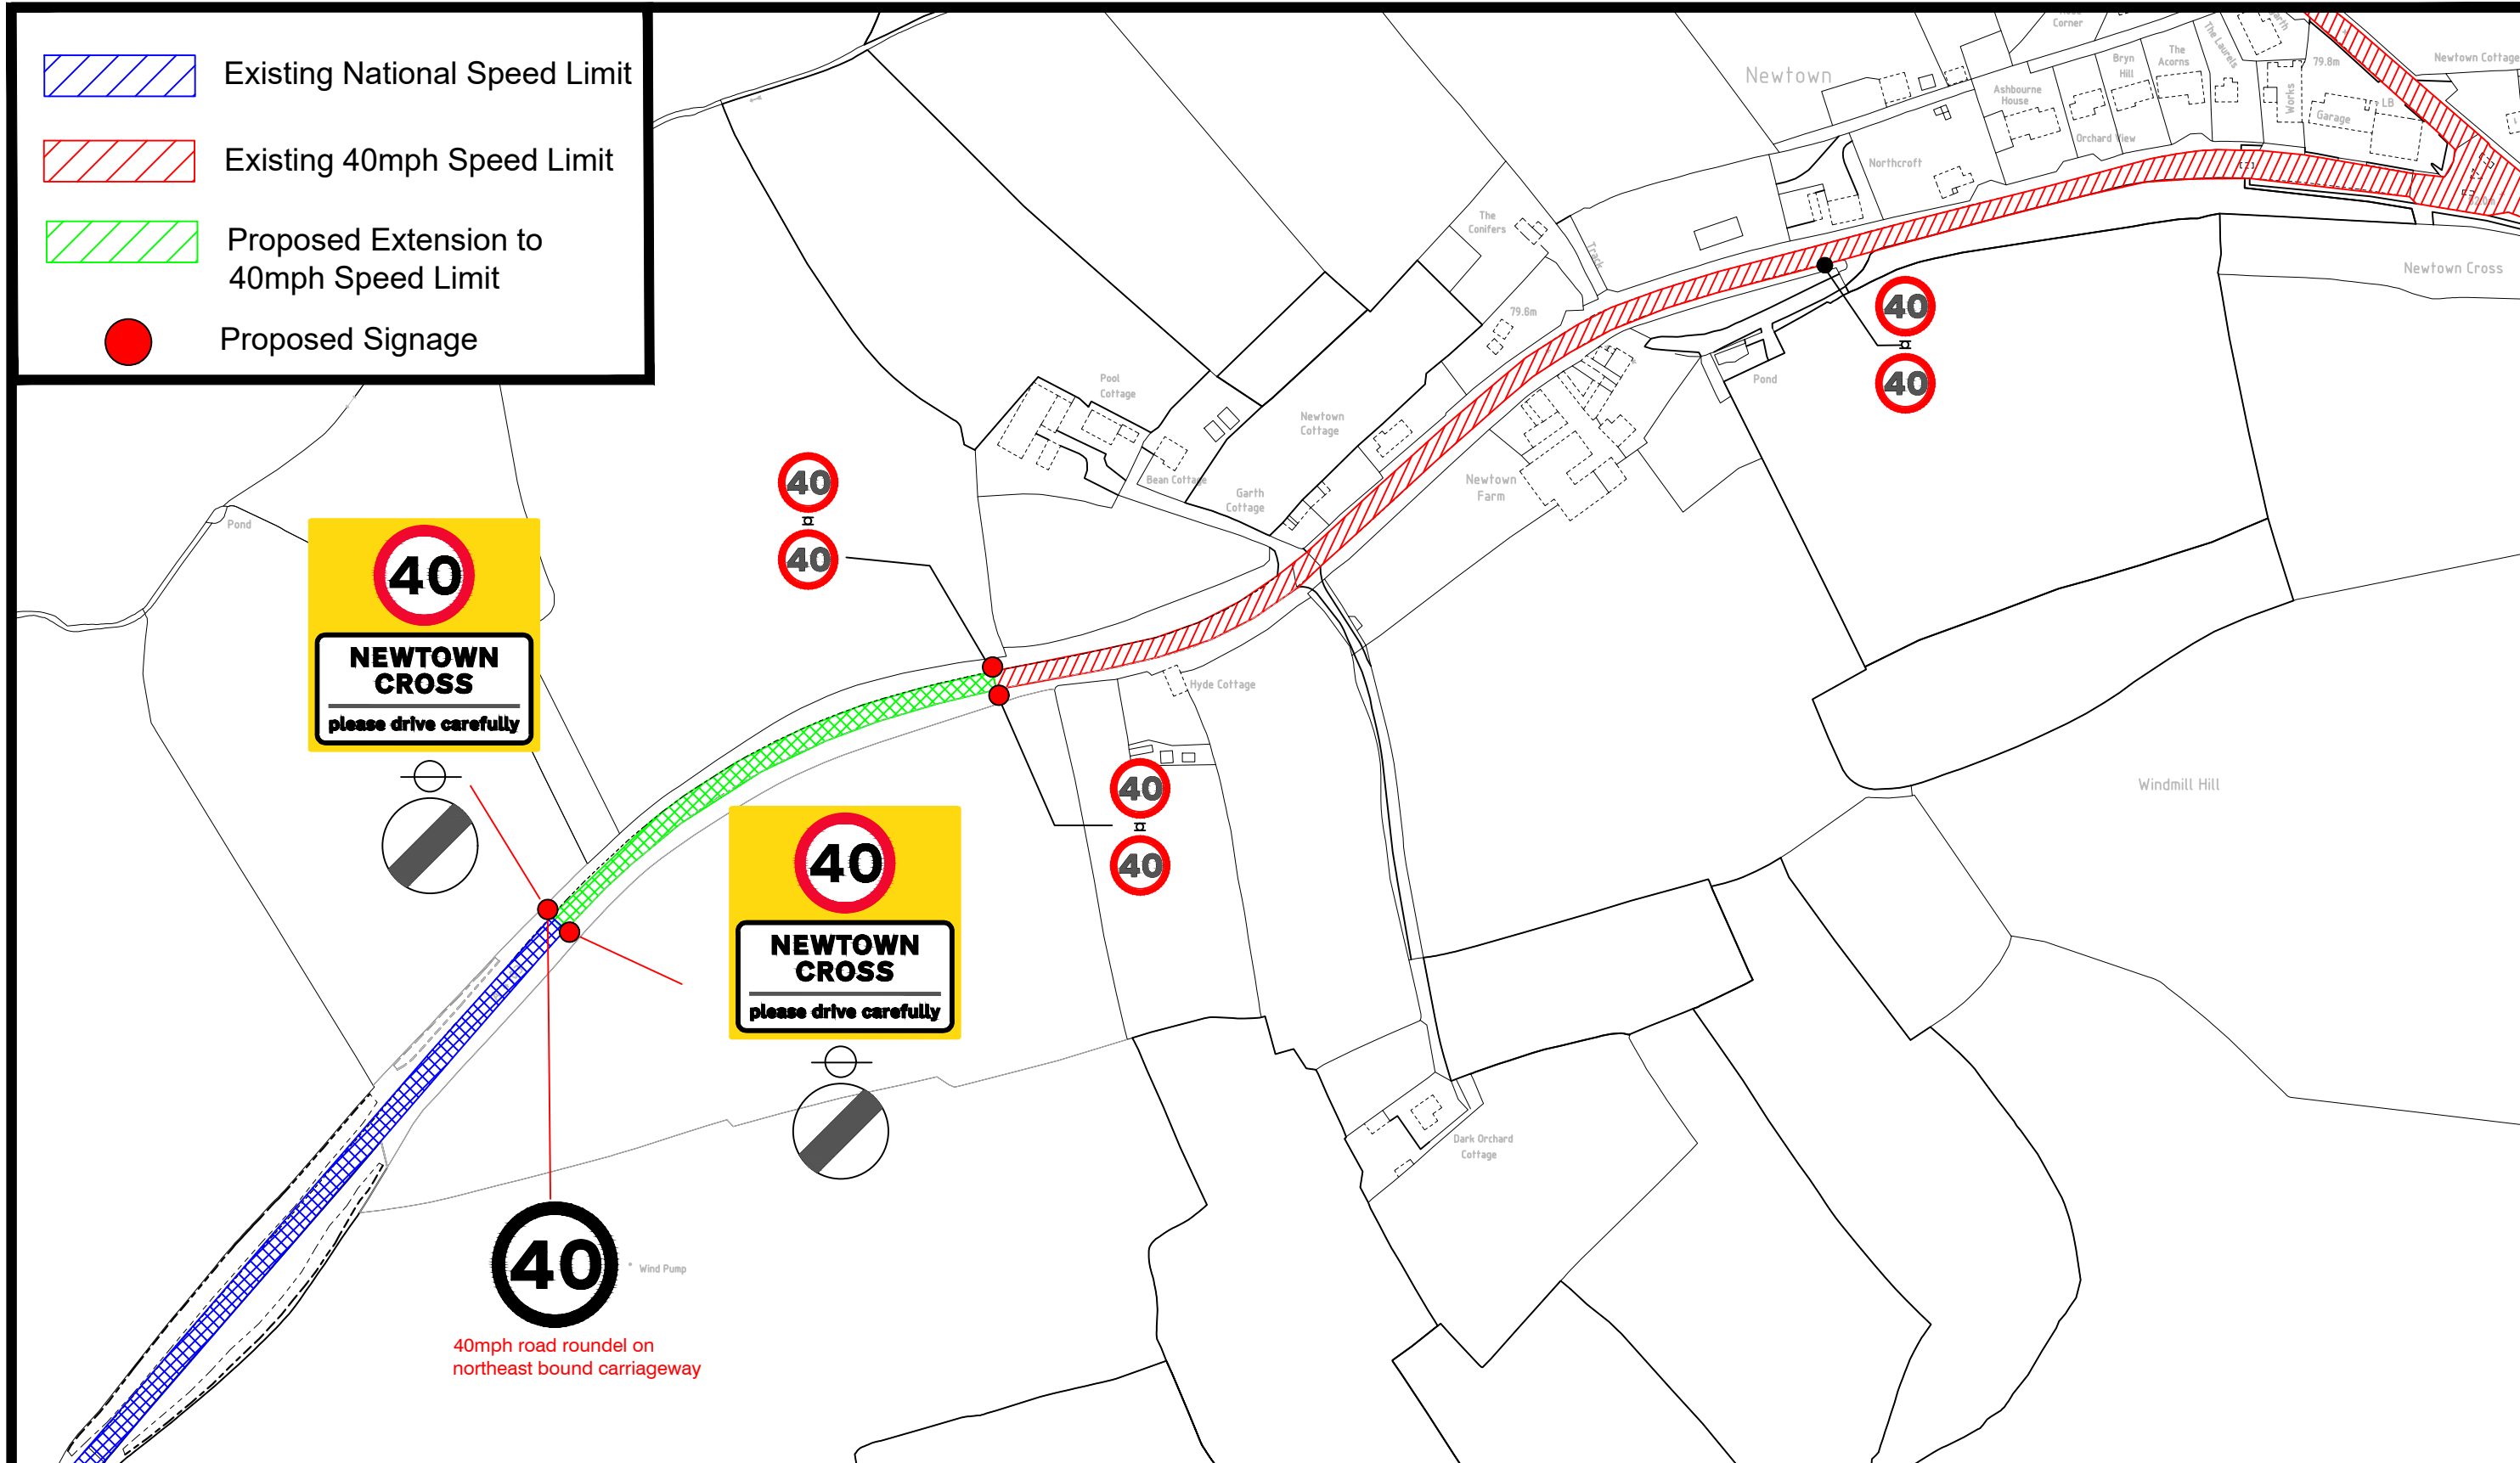 Existing National Speed Limit
Existing 40mph Speed Limit
Proposed Extension to
40mph Speed Limit
Proposed Signage
Corner
Newtown
The Laurels
The
Acorns
Bryn
Hill
Ashbourne
House
Orchard View
Works
79.8m
LB
Garage
Newtown Cottage
Northcroft
Newtown Cross
The
Conifers
Track
79.6m
40
40
Pond
Pool
Cottage
Newtown
Cottage
Bean Cottage
Garth
Cottage
Newtown
Farm
40
40
Pond
40
NEWTOWN
CROSS
please drive carefully
Hyde Cottage
40
40
Windmill Hill
40
NEWTOWN
CROSS
please drive carefully
Dark Orchard
Cottage
40
Wind Pump
40mph road roundel on
northeast bound carriageway